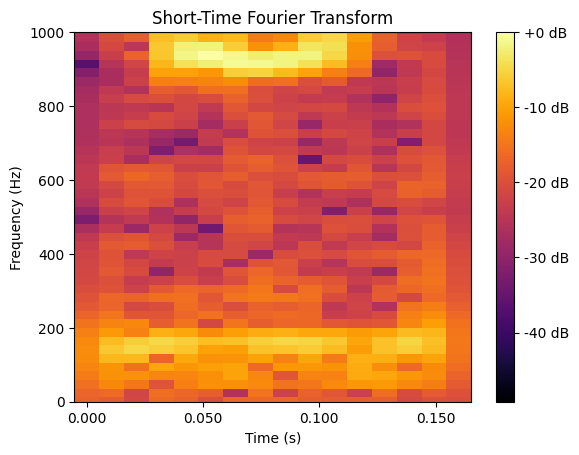 Short-Time Fourier Transform
1000
800
600
400
200
0
Frequency (Hz)
0.000
0.050
0.100
0.150
Time (s)
+0 dB
-10 dB
-20 dB
-30 dB
-40 dB